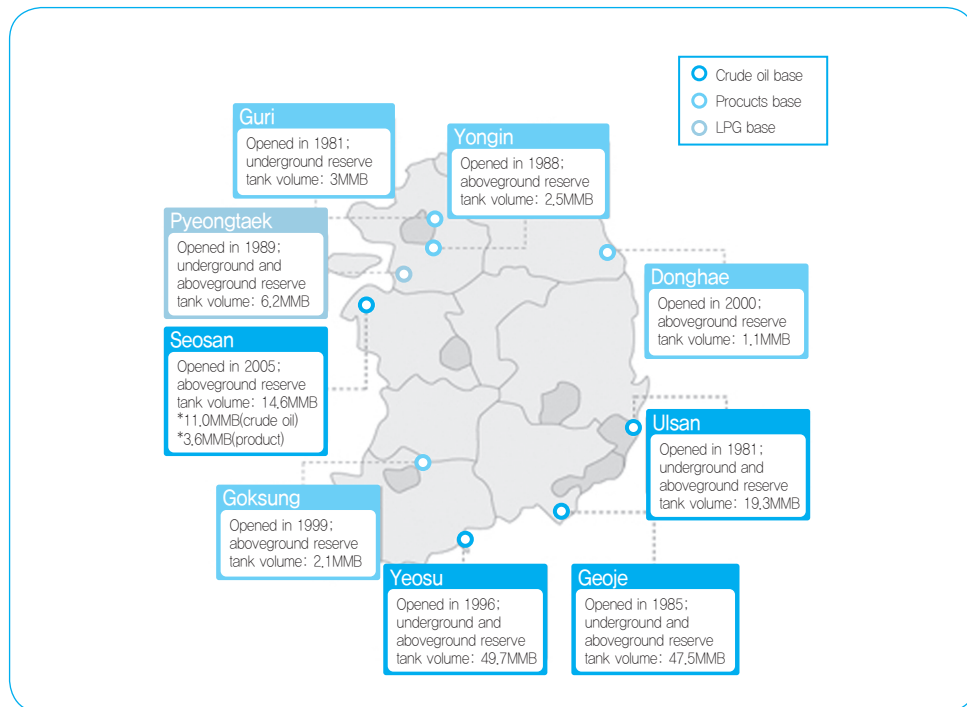 Crude oil base
Procucts base
LPG base
Guri
Opened in 1981;
underground reserve
tank volume: 3MMB
Yongin
Opened in 1988;
aboveground reserve
tank volume: 2.5MMB
Pyeongtaek
Opened in 1989;
underground and
aboveground reserve
tank volume: 6.2MMB
Donghae
Opened in 2000;
aboveground reserve
tank volume: 1.1MMB
Seosan
Opened in 2005;
aboveground reserve
tank volume: 14.6MMB
*11.0MMB(crude oil)
*3.6MMB(product)
Ulsan
Opened in 1981;
underground and
aboveground reserve
tank volume: 19.3MMB
Goksung
Opened in 1999;
aboveground reserve
tank volume: 2.1MMB
Yeosu
Opened in 1996;
underground and
aboveground reserve
tank volume: 49.7MMB
Geoje
Opened in 1985;
underground and
aboveground reserve
tank volume: 47.5MMB